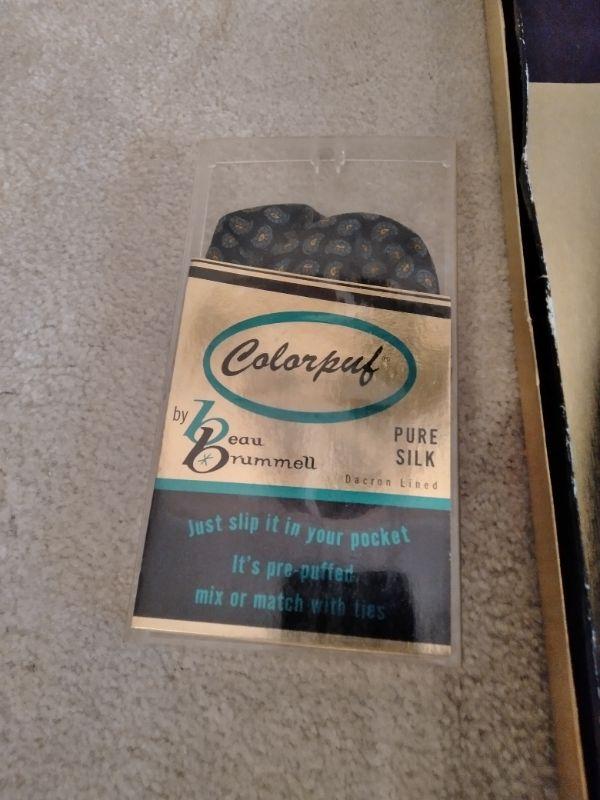 Colorpuf
by Beau
Brummell
PURE
SILK
Dacron Lined
Just slip it in your pocket
It's pre-puffed
mix or match with ties